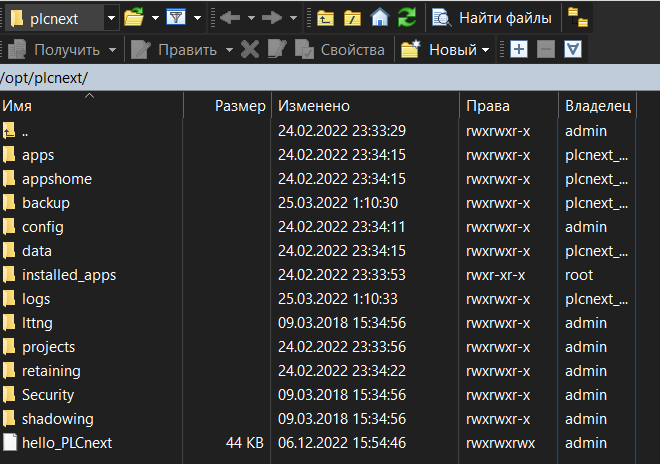 plcnext Найти файлы
Получить Править Свойства Новый
/opt/plcnext/
Имя Размер Изменено Права Владелец
.. 24.02.2022 23:33:29 rwxrwxr-x admin
apps 24.02.2022 23:34:15 rwxrwxr-x plcnext_...
appshome 24.02.2022 23:34:15 rwxrwxr-x plcnext_...
backup 25.03.2022 1:10:30 rwxrwxr-x plcnext_...
config 24.02.2022 23:34:11 rwxrwxr-x admin
data 24.02.2022 23:34:15 rwxrwxr-x plcnext_...
installed_apps 24.02.2022 23:33:53 rwxr-xr-x root
logs 25.03.2022 1:10:33 rwxrwxr-x plcnext_...
lttng 09.03.2018 15:34:56 rwxrwxr-x admin
projects 24.02.2022 23:33:56 rwxrwxr-x admin
retaining 24.02.2022 23:34:22 rwxrwxr-x admin
Security 09.03.2018 15:34:56 rwxrwxr-x admin
shadowing 09.03.2018 15:34:56 rwxrwxr-x admin
hello_PLCnext 44 KB 06.12.2022 15:54:46 rwxrwxrwx admin